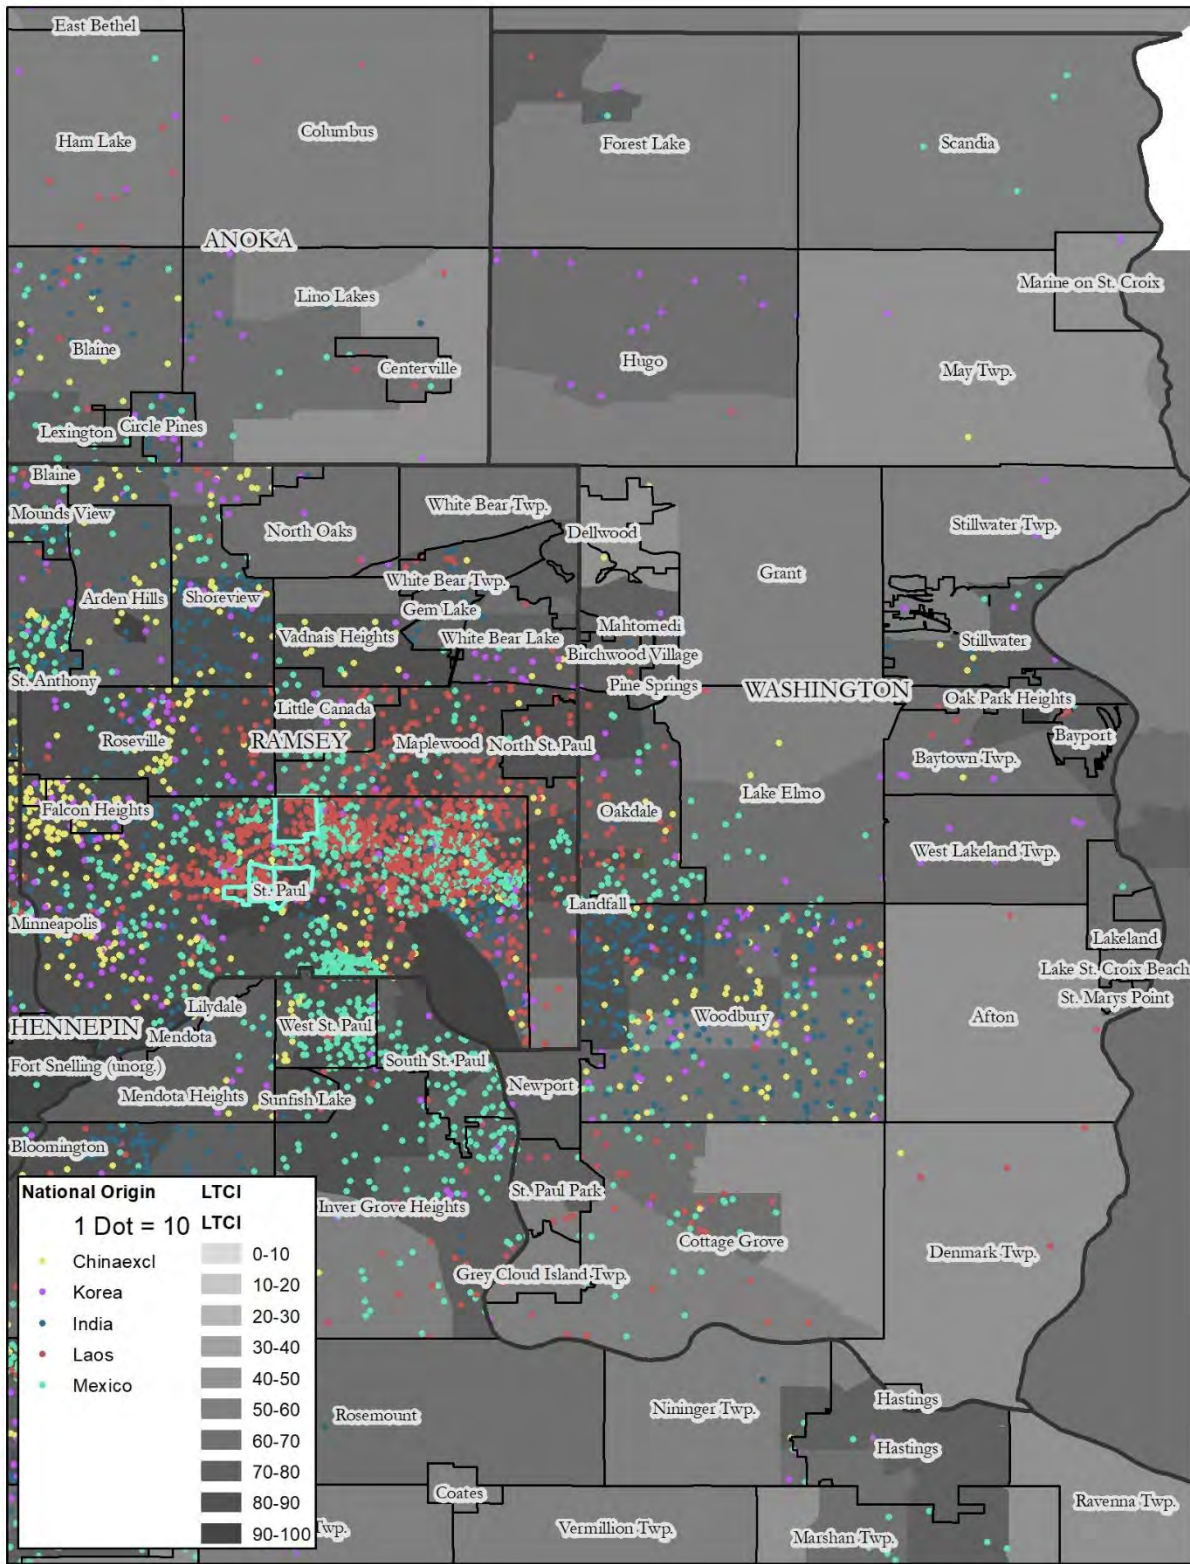 East Bethel
Ham Lake
Columbus
Forest Lake
Scandia
ANOKA
Marine on St. Croix
Lino Lakes
Blaine
Centerville
Hugo
May Twp.
Lexington
Circle Pines
Blaine
Mounds View
North Oaks
White Bear Twp.
Dellwood
Stillwater Twp.
Grant
White Bear Twp.
Arden Hills
Shoreview
Gem Lake
Vadnais Heights
White Bear Lake
Mahtomedi
Stillwater
Birchwood Village
St. Anthony
Pine Springs
WASHINGTON
Oak Park Heights
Little Canada
Roseville
RAMSEY
Maplewood
North St. Paul
Bayport
Baytown Twp.
Falcon Heights
Oakdale
Lake Elmo
West Lakeland Twp.
St. Paul
Landfall
Minneapolis
Lakeland
Lake St. Croix Beach
St. Marys Point
Lilydale
HENNEPIN
Mendota
West St. Paul
Woodbury
Afton
Fort Snelling (unorg.)
South St. Paul
Newport
Mendota Heights
Sunfish Lake
Bloomington
National Origin
1 Dot = 10
Chinaexcl
Korea
India
Laos
Mexico
LTCI
LTCI
0-10
10-20
20-30
30-40
40-50
50-60
60-70
70-80
80-90
90-100
Inver Grove Heights
St. Paul Park
Cottage Grove
Denmark Twp.
Grey Cloud Island Twp.
Rosemount
Nininger Twp.
Hastings
Hastings
Coates
Twp.
Vermillion Twp.
Marshan Twp.
Ravenna Twp.